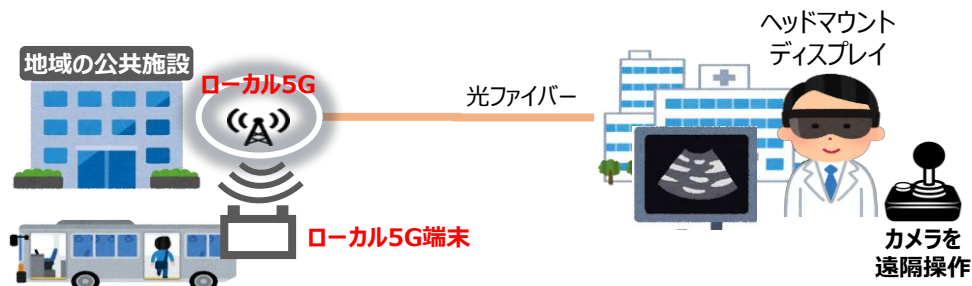 地域の公共施設
ローカル5G
光ファイバー
ヘッドマウント
ディスプレイ
ローカル5G端末
カメラを
遠隔操作